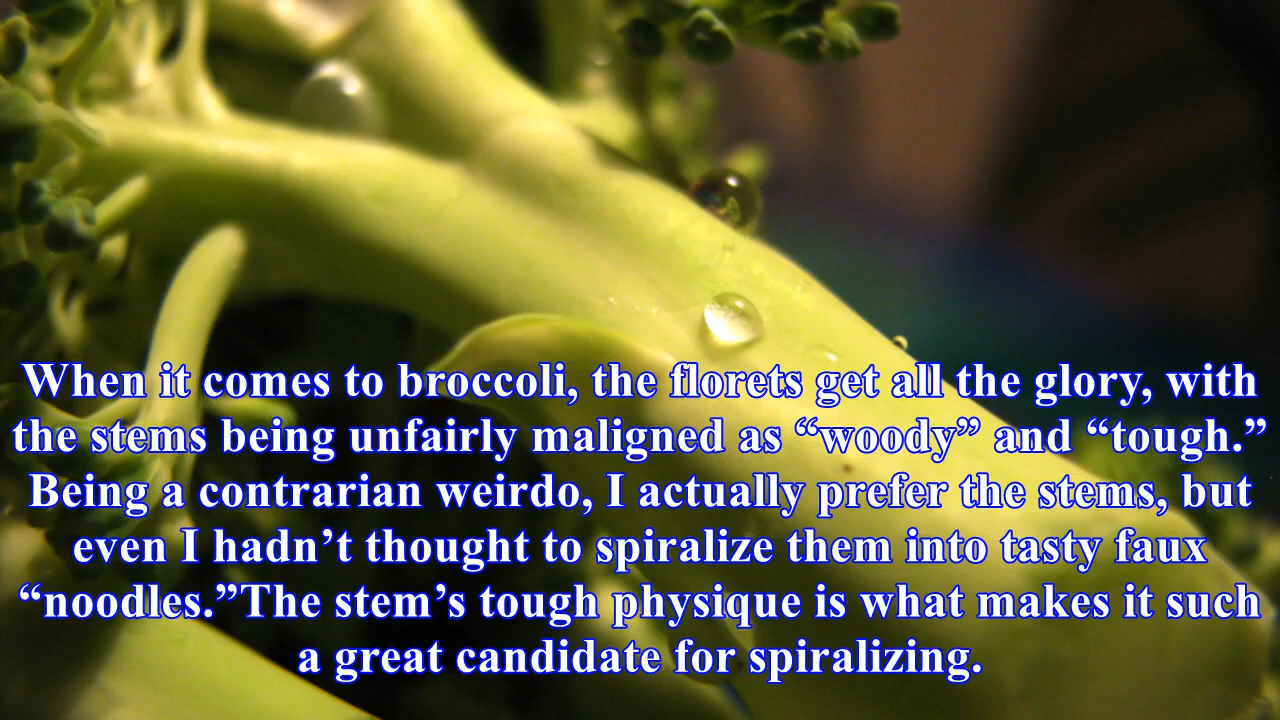 When it comes to broccoli, the florets get all the glory, with
the stems being unfairly maligned as “woody” and “tough.”
Being a contrarian weirdo, I actually prefer the stems, but
even I hadn’t thought to spiralize them into tasty faux
“noodles.”The stem’s tough physique is what makes it such
a great candidate for spiralizing.